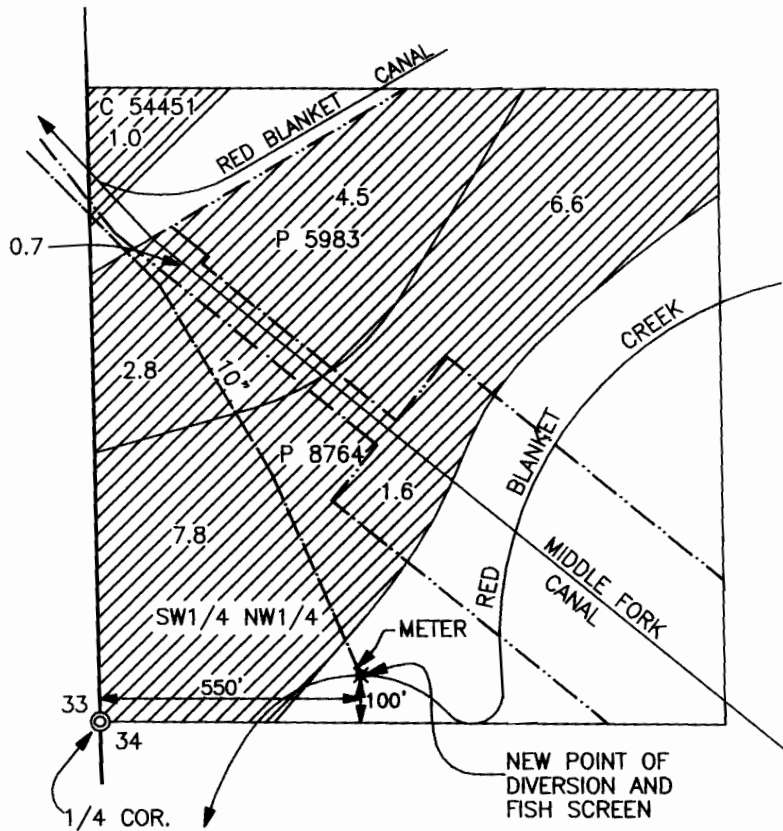 C 54451
1.0
RED BLANKET CANAL
4.5
P 5983
6.6
0.7
2.8
10"
CREEK
BLANKET
RED
P 8764
1.6
7.8
MIDDLE FORK
CANAL
SW1/4 NW1/4
METER
550'
100'
33
34
1/4 COR.
NEW POINT OF
DIVERSION AND
FISH SCREEN